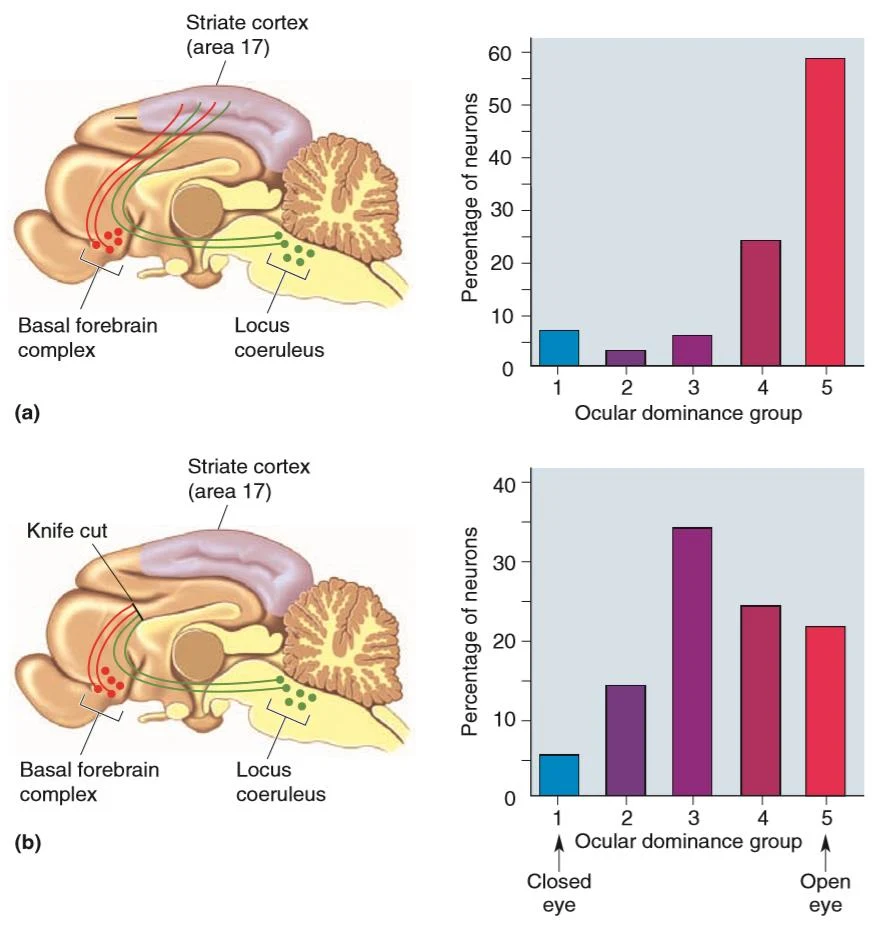 Striate cortex
(area 17)
Basal forebrain
complex
Locus
coeruleus
(a)
Percentage of neurons
60
50
40
30
20
10
0
1 2 3 4 5
Ocular dominance group
Striate cortex
(area 17)
Knife cut
Basal forebrain
complex
Locus
coeruleus
(b)
Percentage of neurons
40
30
20
10
0
1 2 3 4 5
Ocular dominance group
Closed
eye
Open
eye